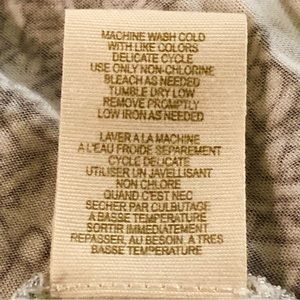 MACHINE WASH COLD
WITH LIKE COLORS
DELICATE CYCLE
USE ONLY NON-CHLORINE
BLEACH AS NEEDED
TUMBLE DRY LOW
REMOVE PROMPTLY
LOW IRON AS NEEDED
LAVER A LA MACHINE
A L'EAU FROIDE SEPAREMENT
CYCLE DELICATE
UTILISER UN JAVELLISANT
NON CHLORE
QUAND C'EST NEC
SECHER PAR CULBUTAGE
A BASSE TEMPERATURE
SORTIR IMMEDIATEMENT
REPASSER, AU BESOIN, A TRES
BASSE TEMPERATURE